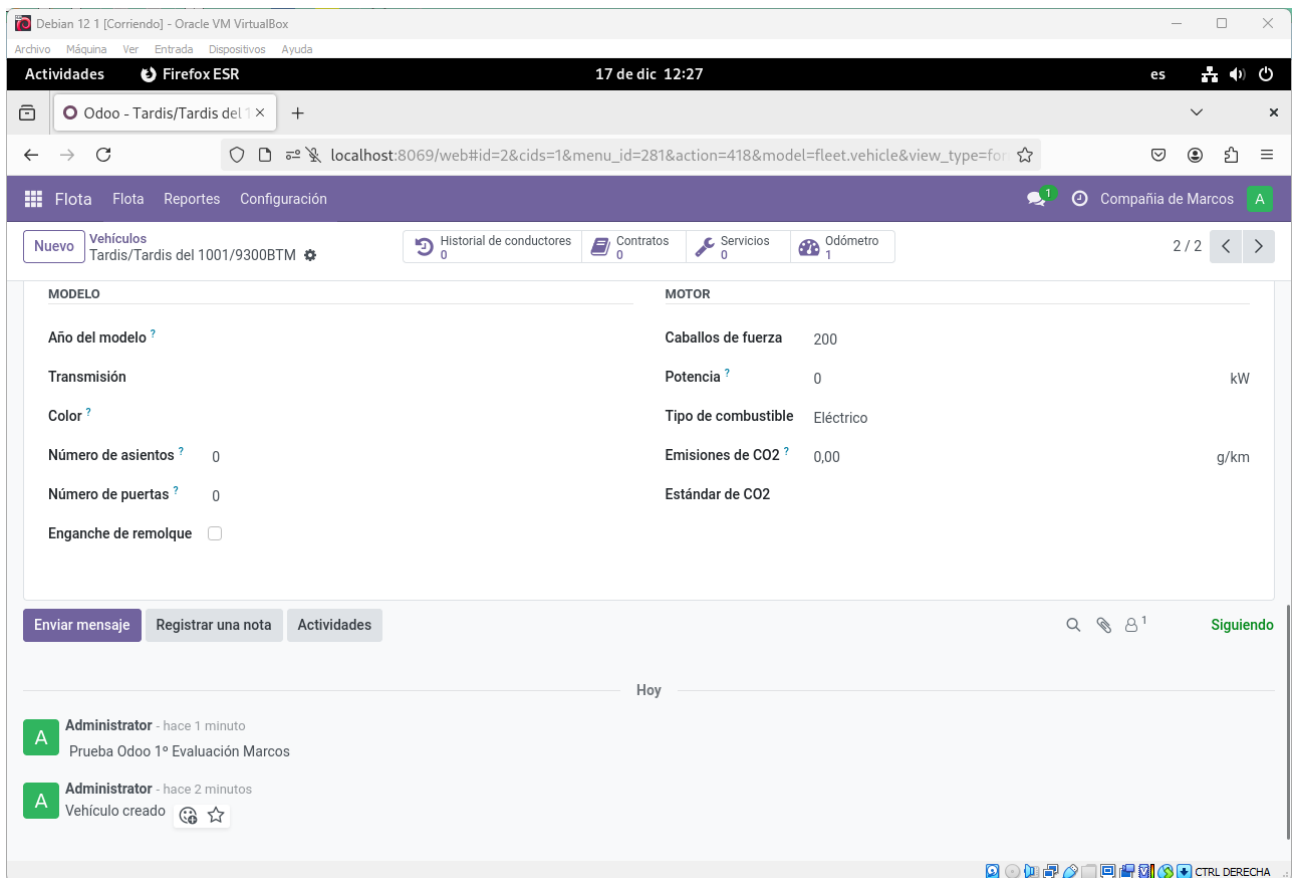 Debian 12 1 [Corriendo] - Oracle VM VirtualBox
Archivo Máquina Ver Entrada Dispositivos Ayuda
Actividades Firefox ESR 17 de dic 12:27 es
Odoo - Tardis/Tardis del 1
localhost:8069/web#id=2&cids=1&menu_id=281&action=418&model=fleet.vehicle&view_type=for
Flota Flota Reportes Configuración 1 Compañia de Marcos A
Nuevo Vehículos Historial de conductores Contratos Servicios Odómetro 2 / 2
Tardis/Tardis del 1001/9300BTM 0 0 0 1
MODELO MOTOR
Año del modelo ? Caballos de fuerza 200
Transmisión Potencia ? 0 kW
Color ? Tipo de combustible Eléctrico
Número de asientos ? 0 Emisiones de CO2 ? 0,00 g/km
Número de puertas ? 0 Estándar de CO2
Enganche de remolque
Enviar mensaje Registrar una nota Actividades 1 Siguiendo
Hoy
A Administrator - hace 1 minuto
Prueba Odoo 1º Evaluación Marcos
A Administrator - hace 2 minutos
Vehículo creado
CTRL DERECHA